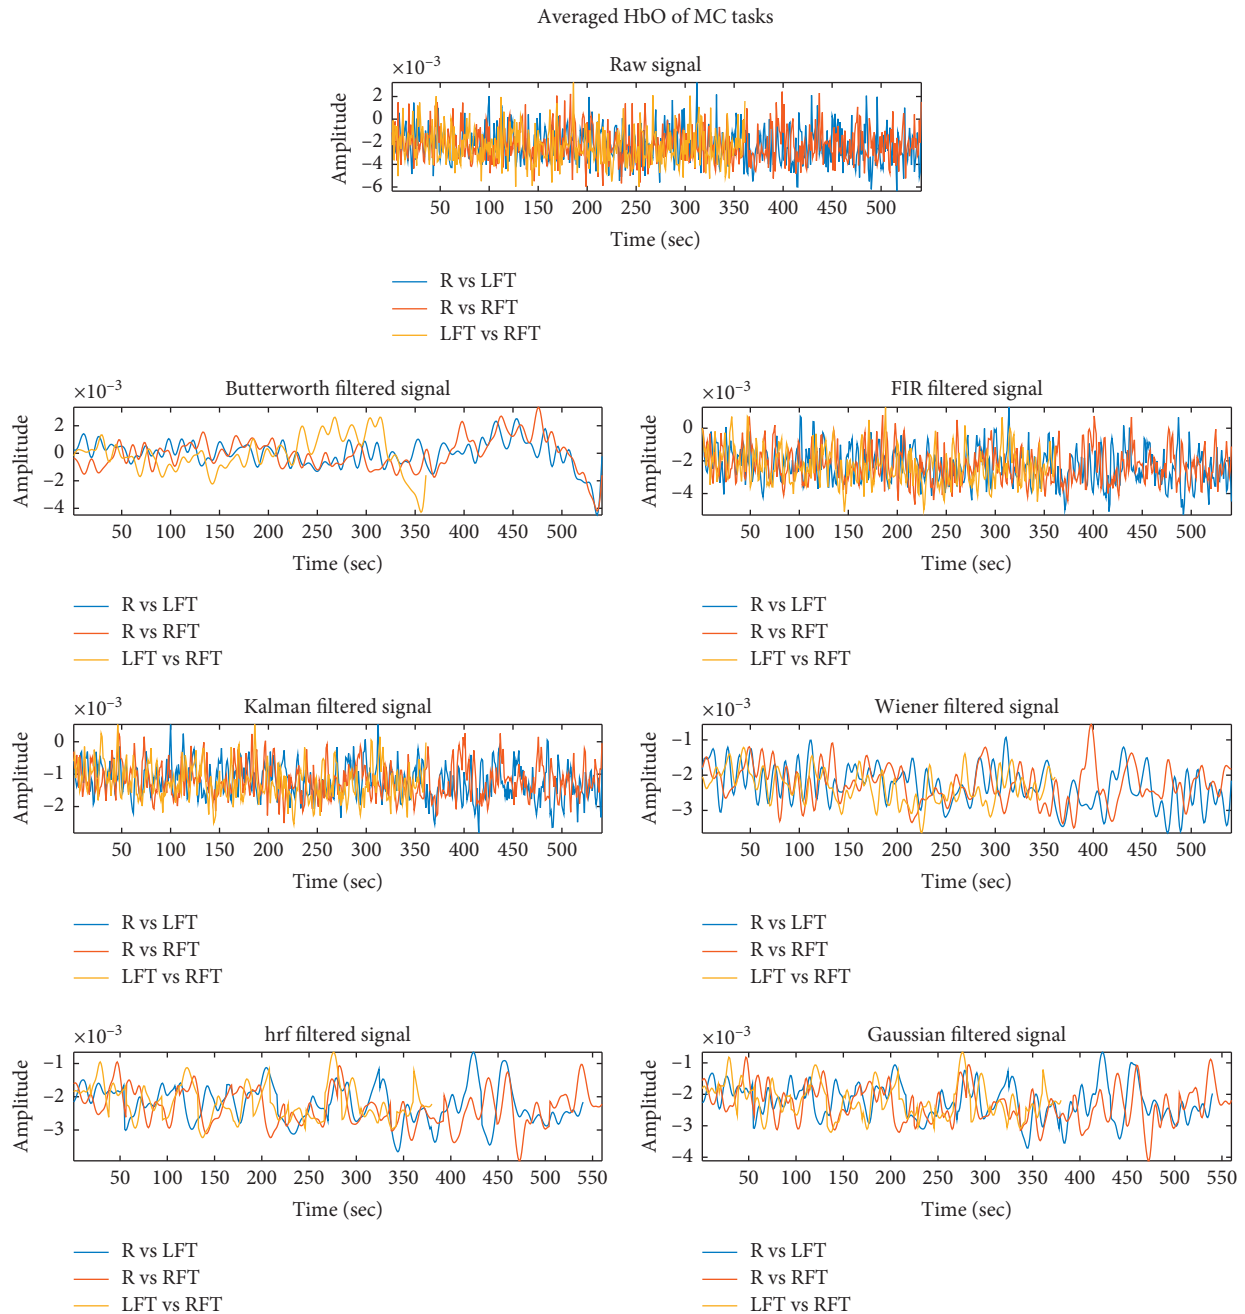 Averaged HbO of MC tasks
Raw signal
×10⁻³
Amplitude
2
0
−2
−4
−6
50 100 150 200 250 300 350 400 450 500
Time (sec)
R vs LFT
R vs RFT
LFT vs RFT
Butterworth filtered signal
×10⁻³
Amplitude
2
0
−2
−4
50 100 150 200 250 300 350 400 450 500
Time (sec)
R vs LFT
R vs RFT
LFT vs RFT
FIR filtered signal
×10⁻³
Amplitude
0
−2
−4
50 100 150 200 250 300 350 400 450 500
Time (sec)
R vs LFT
R vs RFT
LFT vs RFT
Kalman filtered signal
×10⁻³
Amplitude
0
−1
−2
50 100 150 200 250 300 350 400 450 500
Time (sec)
R vs LFT
R vs RFT
LFT vs RFT
Wiener filtered signal
×10⁻³
Amplitude
−1
−2
−3
50 100 150 200 250 300 350 400 450 500
Time (sec)
R vs LFT
R vs RFT
LFT vs RFT
hrf filtered signal
×10⁻³
Amplitude
−1
−2
−3
50 100 150 200 250 300 350 400 450 500 550
Time (sec)
R vs LFT
R vs RFT
LFT vs RFT
Gaussian filtered signal
×10⁻³
Amplitude
−1
−2
−3
−4
50 100 150 200 250 300 350 400 450 500 550
Time (sec)
R vs LFT
R vs RFT
LFT vs RFT